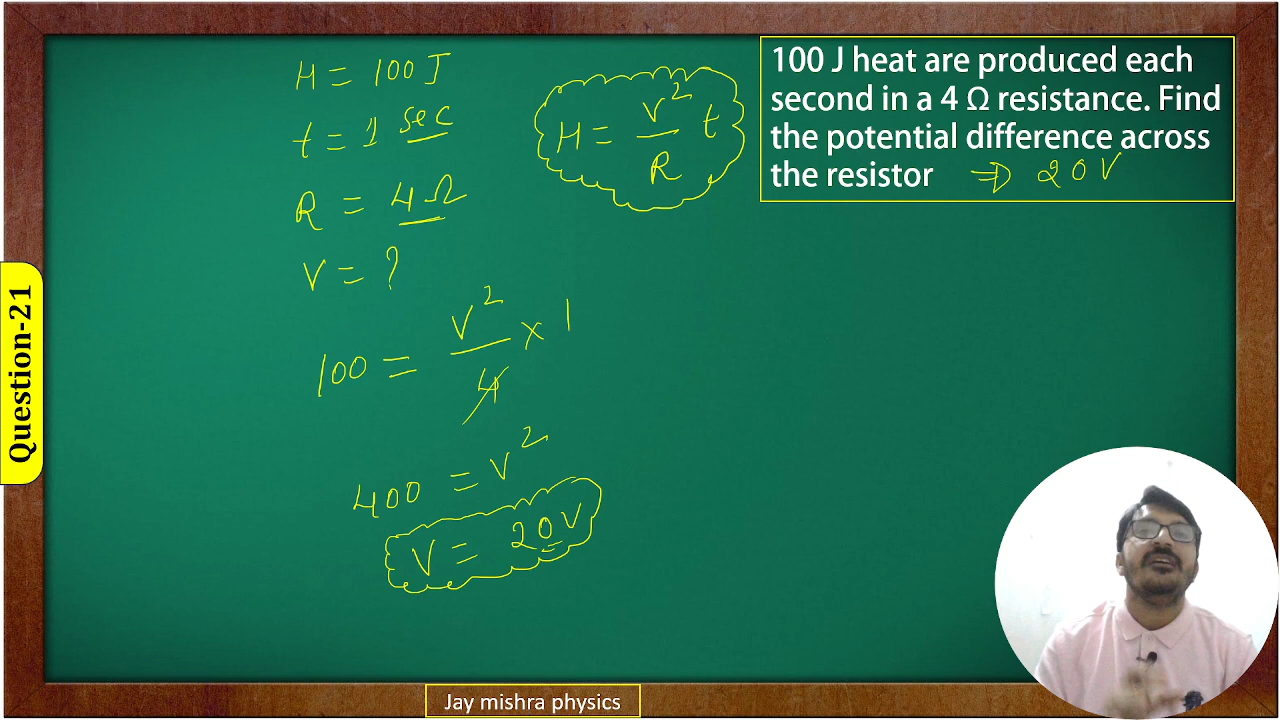 Question-21
H = 100 J
t = 1 sec
R = 4 Ω
V = ?
100 = V²/4 × 1
400 = V²
V = 20V
H = V²/R t
100 J heat are produced each
second in a 4 Ω resistance. Find
the potential difference across
the resistor ⇒ 20V
Jay mishra physics